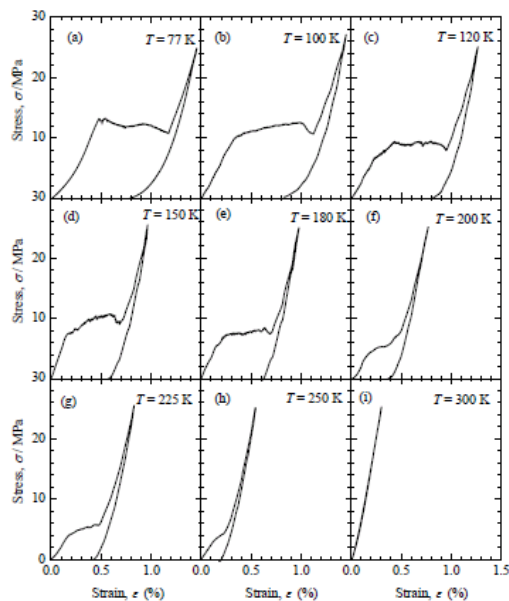 30
(a) T = 77 K (b) T = 100 K (c) T = 120 K
Stress, σ/MPa
20
10
30
(d) T = 150 K (e) T = 180 K (f) T = 200 K
Stress, σ/MPa
20
10
30
(g) T = 225 K (h) T = 250 K (i) T = 300 K
Stress, σ/MPa
20
10
0
0.0 0.5 1.0 0.0 0.5 1.0 0.0 0.5 1.0 1.5
Strain, ε (%) Strain, ε (%) Strain, ε (%)